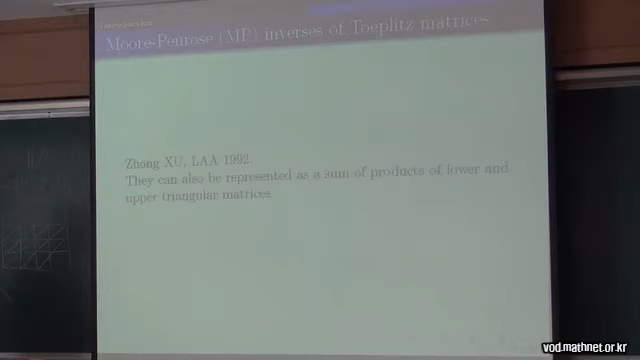 Introduction
Moore-Penrose (MP) inverses of Toeplitz matrices
Zhong XU, LAA 1992.
They can also be represented as a sum of products of lower and
upper triangular matrices
vod.mathnet.or.kr